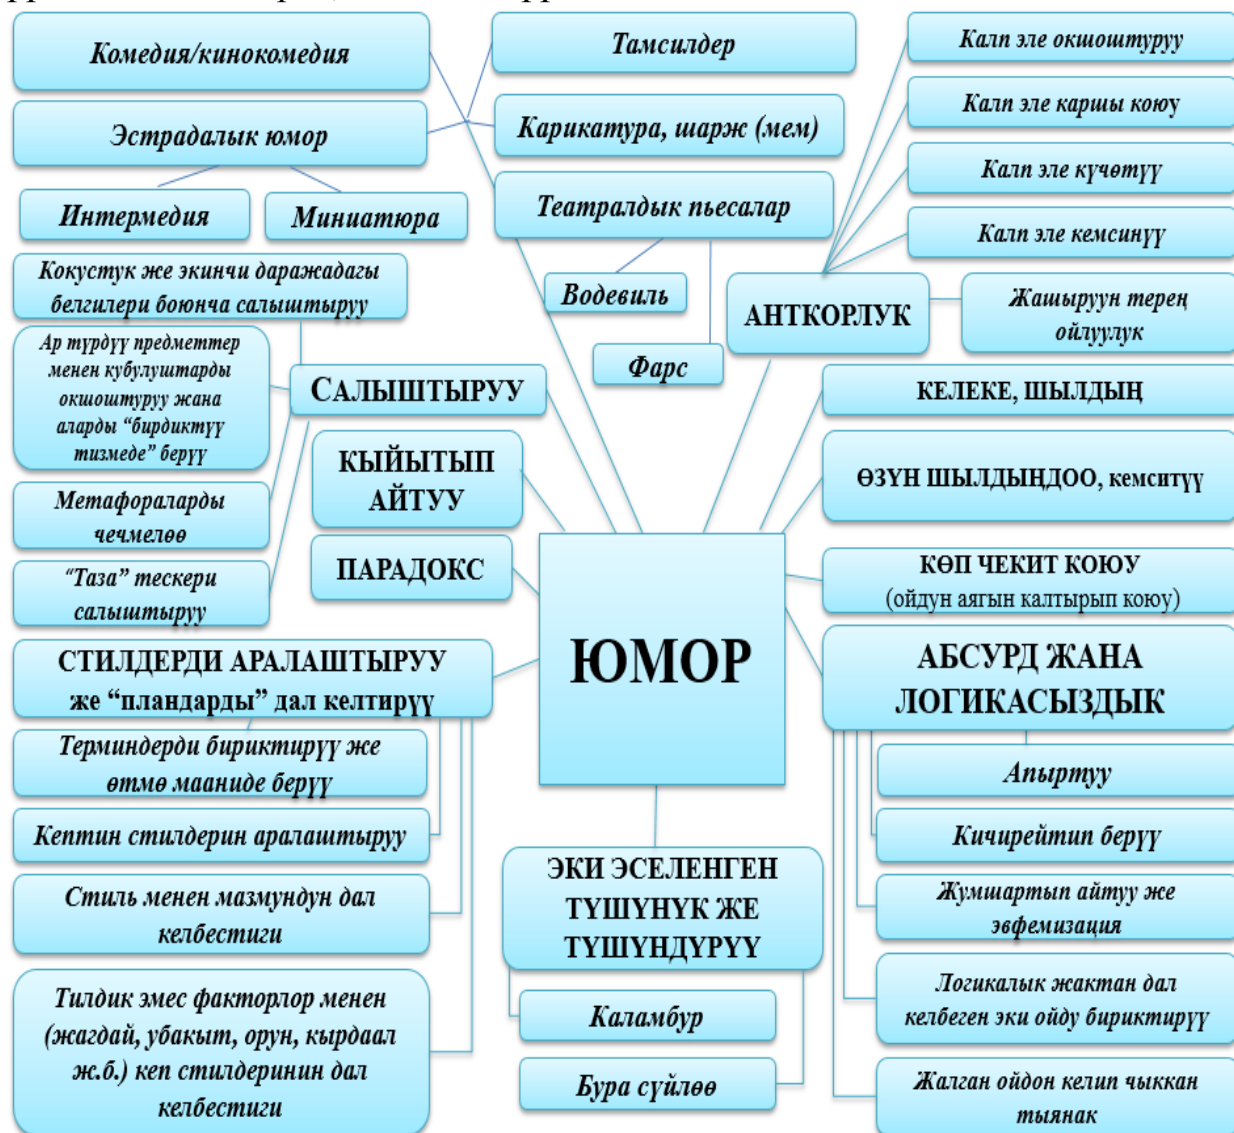 Комедия/кинокомедия
Тамсилдер
Калп эле окшоштуруу
Калп эле каршы коюу
Эстрадалык юмор
Карикатура, шарж (мем)
Калп эле күчөтүү
Интермедия
Миниатюра
Театралдык пьесалар
Калп эле кемсинүү
Кокустук же экинчи даражадагы
белгилери боюнча салыштыруу
Водевиль
Фарс
АНТКОРЛУК
Жашыруун терең
ойлуулук
Ар түрдүү предметтер
менен кубулуштарды
окшоштуруу жана
аларды “бирдиктүү
тизмеде” берүү
САЛЫШТЫРУУ
КЕЛЕКЕ, ШЫЛДЫҢ
КЫЙЫТЫП
АЙТУУ
ӨЗҮН ШЫЛДЫҢДОО, кемситүү
Метафораларды
чечмелөө
ПАРАДОКС
КӨП ЧЕКИТ КОЮУ
(ойдун аягын калтырып коюу)
“Таза” тескери
салыштыруу
ЮМОР
СТИЛДЕРДИ АРАЛАШТЫРУУ
же “пландарды” дал келтирүү
АБСУРД ЖАНА
ЛОГИКАСЫЗДЫК
Терминдерди бириктирүү же
өтмө мааниде берүү
Апыртуу
Кептин стилдерин аралаштыруу
Кичирейтип берүү
Стиль менен мазмундун дал
келбестиги
ЭКИ ЭСЕЛЕНГЕН
ТҮШҮНҮК ЖЕ
ТҮШҮНДҮРҮҮ
Жумшартып айтуу же
эвфемизация
Тилдик эмес факторлор менен
(жагдай, убакыт, орун, кырдаал
ж.б.) кеп стилдеринин дал
келбестиги
Каламбур
Бура сүйлөө
Логикалык жактан дал
келбеген эки ойду бириктирүү
Жалган ойдон келип чыккан
тыянак